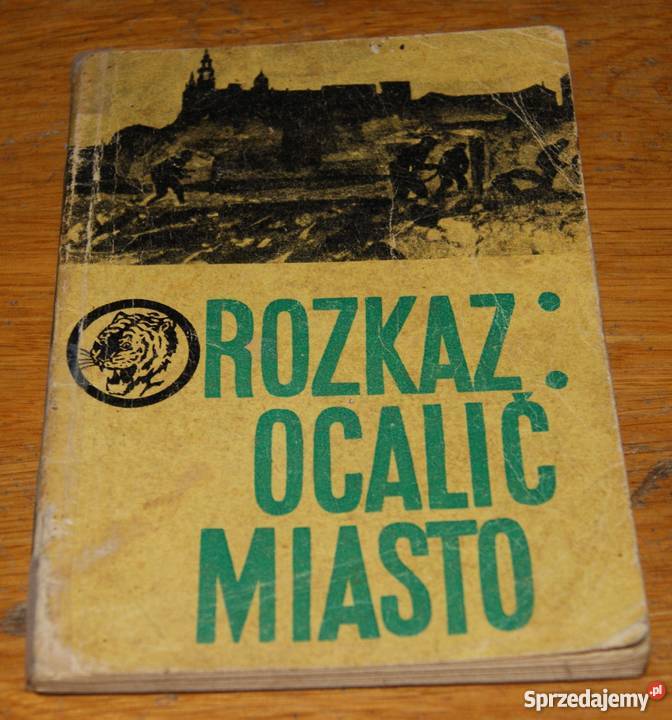 ROZKAZ:
OCALIĆ
MIASTO
Sprzedajemy.pl